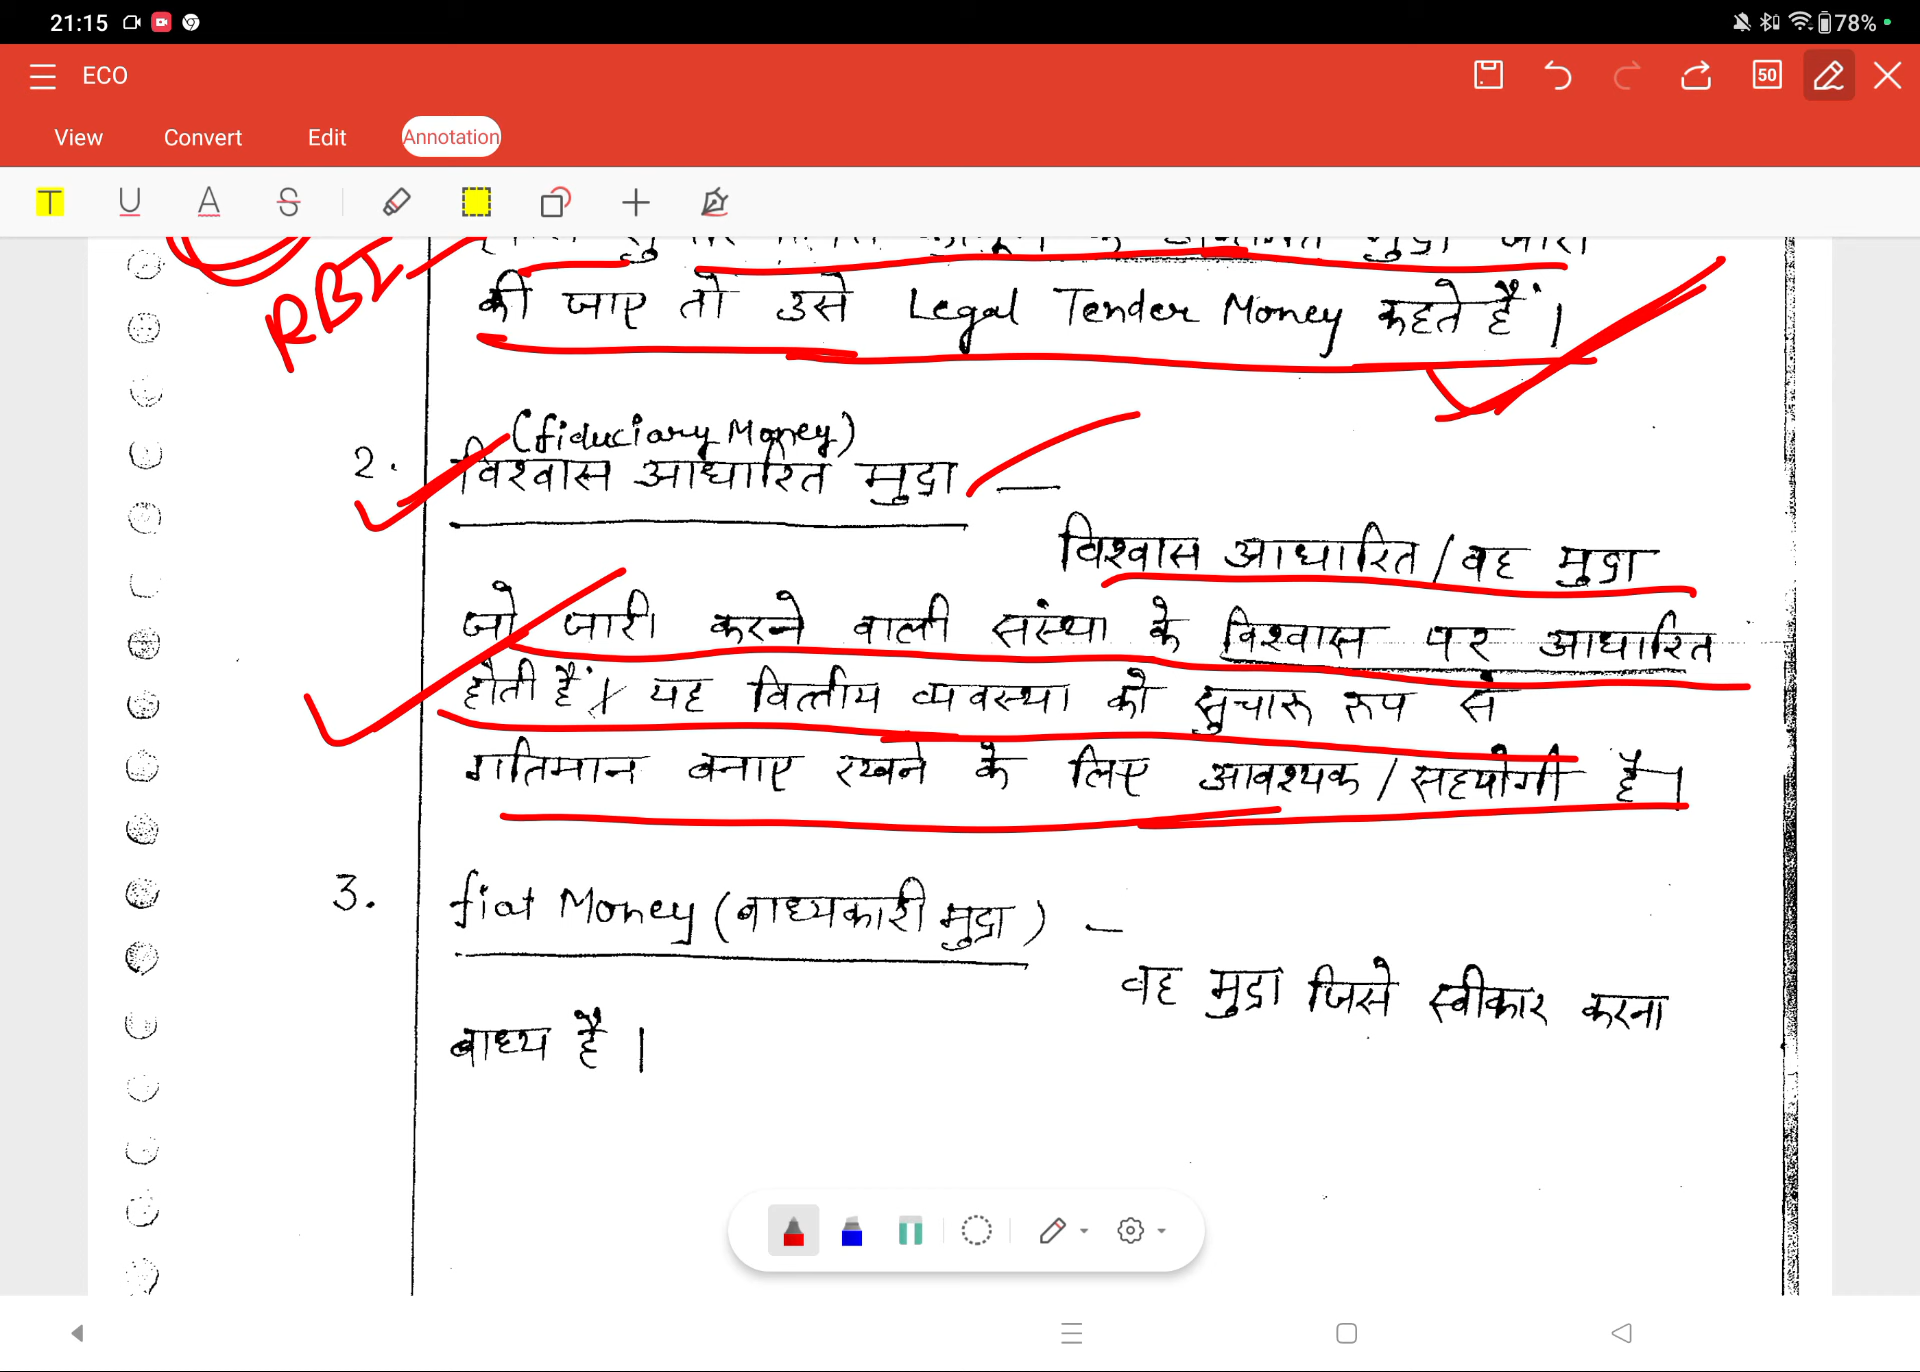 21:15
78%
ECO
50
View Convert Edit Annotation
T U A S
RBI
की जाए तो उसे Legal Tender Money कहते हैं।
(fiduciary Money)
2. विश्वास आधारित मुद्रा —
विश्वास आधारित / वह मुद्रा
जो जारी करने वाली संस्था के विश्वास पर आधारित
होती हैं। यह वित्तीय व्यवस्था को सुचारू रूप से
गतिमान बनाए रखने के लिए आवश्यक / सहयोगी है।
3. fiat Money (बाध्यकारी मुद्रा) —
वह मुद्रा जिसे स्वीकार करना
बाध्य है।